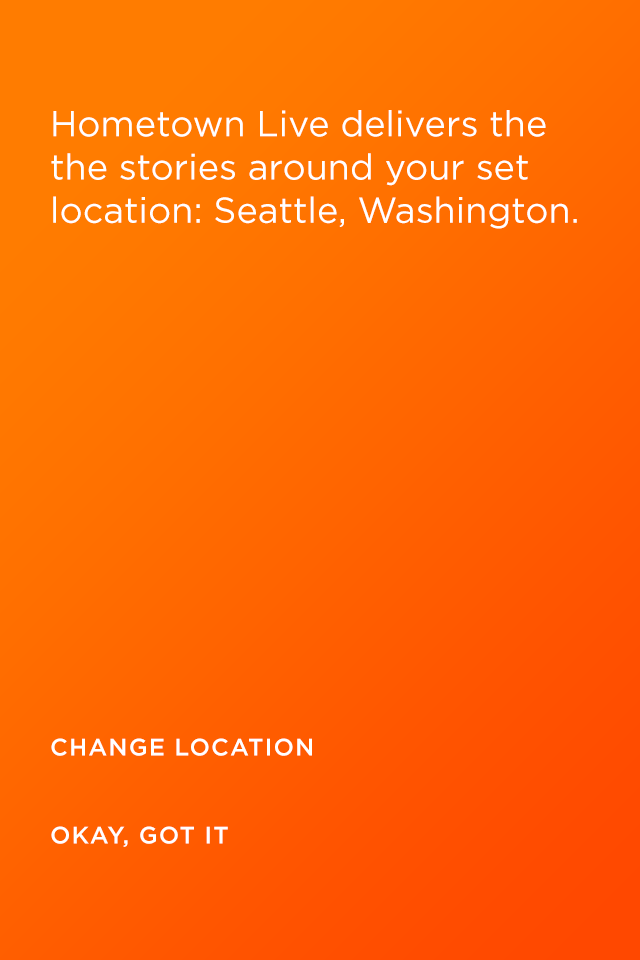 Hometown Live delivers the
the stories around your set
location: Seattle, Washington.
CHANGE LOCATION
OKAY, GOT IT